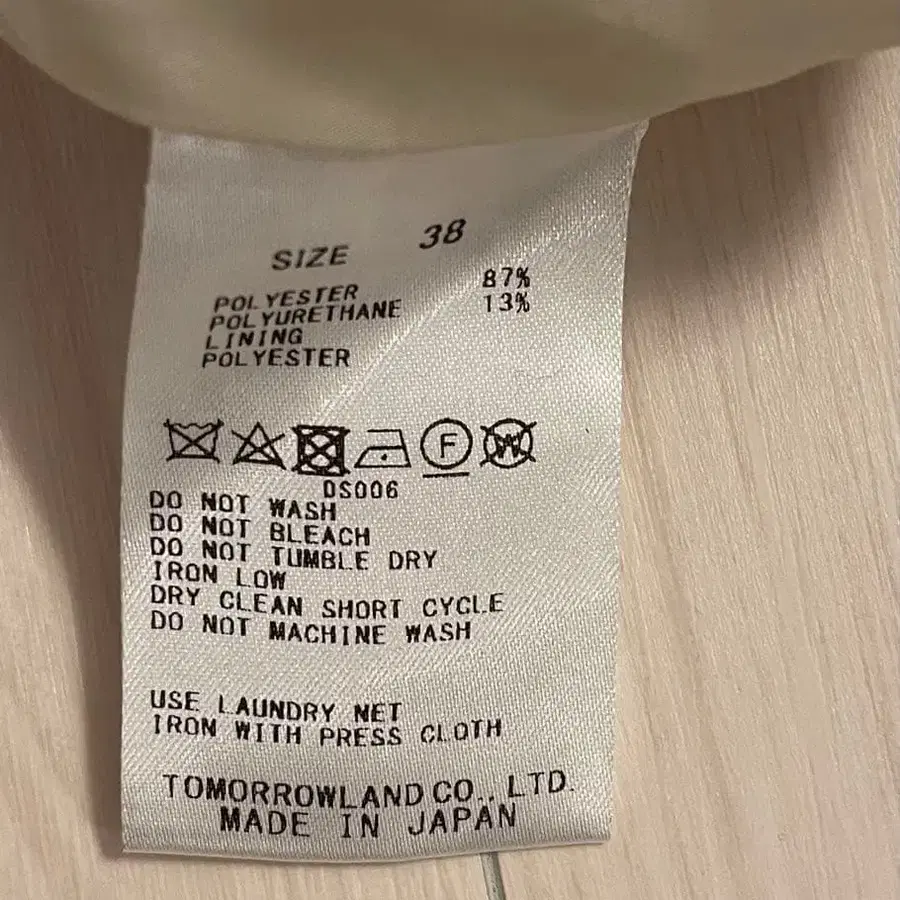 SIZE 38
POLYESTER 87%
POLYURETHANE 13%
LINING
POLYESTER
F W
DS006
DO NOT WASH
DO NOT BLEACH
DO NOT TUMBLE DRY
IRON LOW
DRY CLEAN SHORT CYCLE
DO NOT MACHINE WASH
USE LAUNDRY NET
IRON WITH PRESS CLOTH
TOMORROWLAND CO., LTD.
MADE IN JAPAN